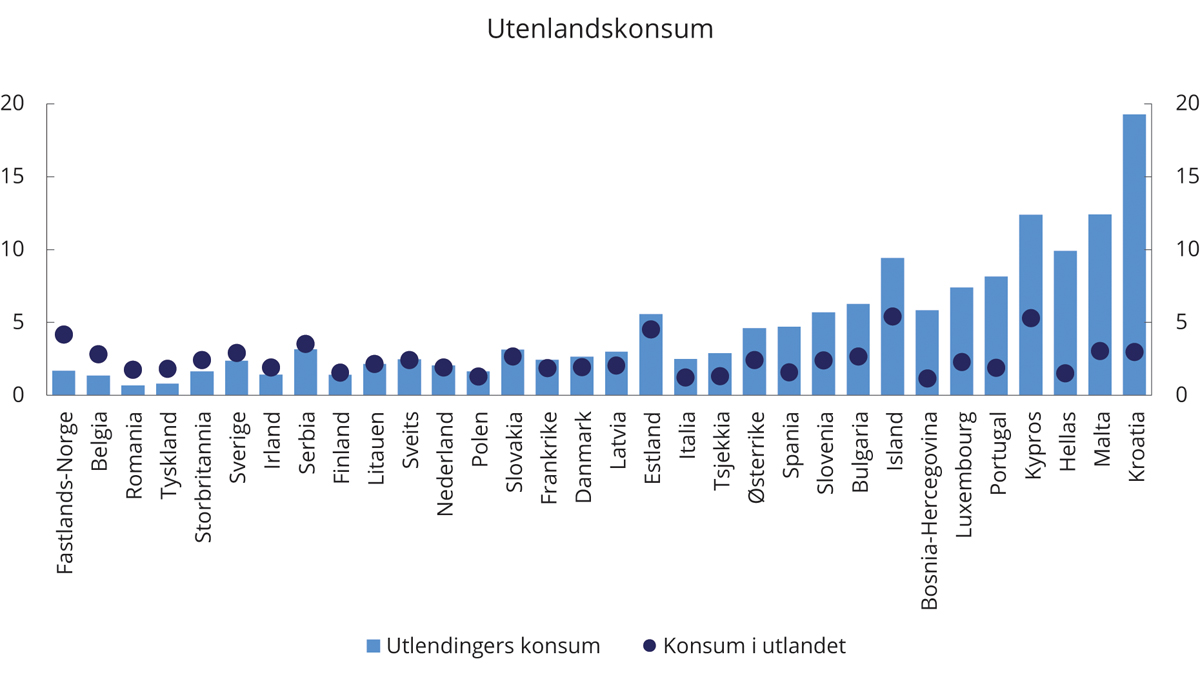 Utenlandskonsum
20 20
15 15
10 10
5 5
0 0
Fastlands-Norge
Belgia
Romania
Tyskland
Storbritannia
Sverige
Irland
Serbia
Finland
Litauen
Sveits
Nederland
Polen
Slovakia
Frankrike
Danmark
Latvia
Estland
Italia
Tsjekkia
Østerrike
Spania
Slovenia
Bulgaria
Island
Bosnia-Hercegovina
Luxembourg
Portugal
Kypros
Hellas
Malta
Kroatia
Utlendingers konsum Konsum i utlandet